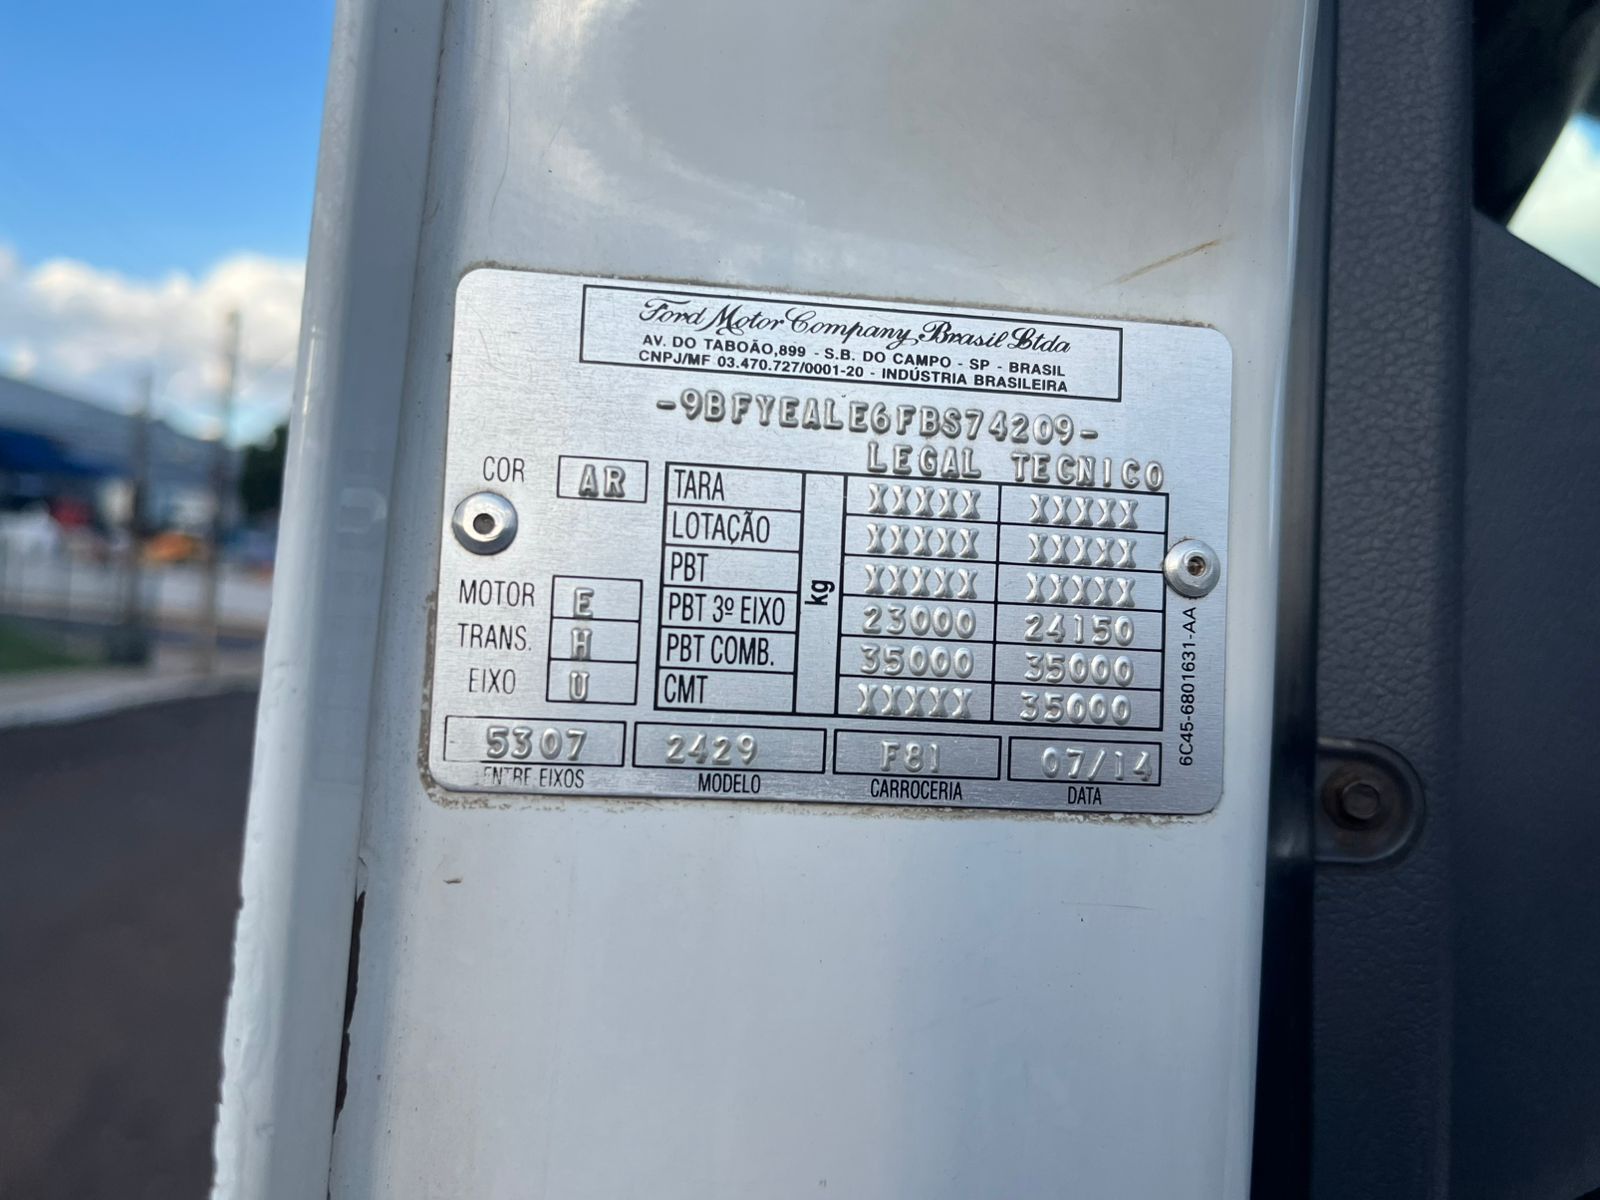 Ford Motor Company Brasil Ltda
AV. DO TABOÃO,899 - S.B. DO CAMPO - SP - BRASIL
CNPJ/MF 03.470.727/0001-20 - INDÚSTRIA BRASILEIRA
-9BFYEALE6FBS74209-
LEGAL TECNICO
COR AR
TARA XXXXX XXXXX
LOTAÇÃO XXXXX XXXXX
PBT XXXXX XXXXX
kg
MOTOR E PBT 3º EIXO 23000 24150
TRANS. H PBT COMB. 35000 35000
EIXO U CMT XXXXX 35000
5307 2429 F81 07/14
ENTRE EIXOS MODELO CARROCERIA DATA
6C45-6801631-AA